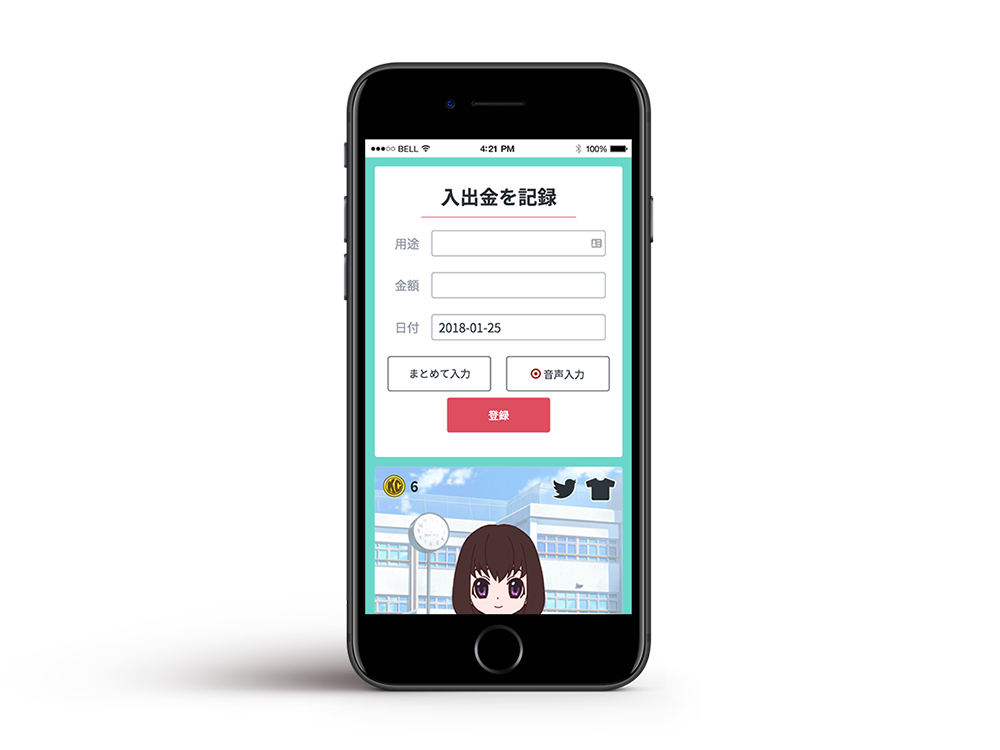 BELL 4:21 PM 100%
入出金を記録
用途
金額
日付 2018-01-25
まとめて入力 音声入力
登録
KC 6